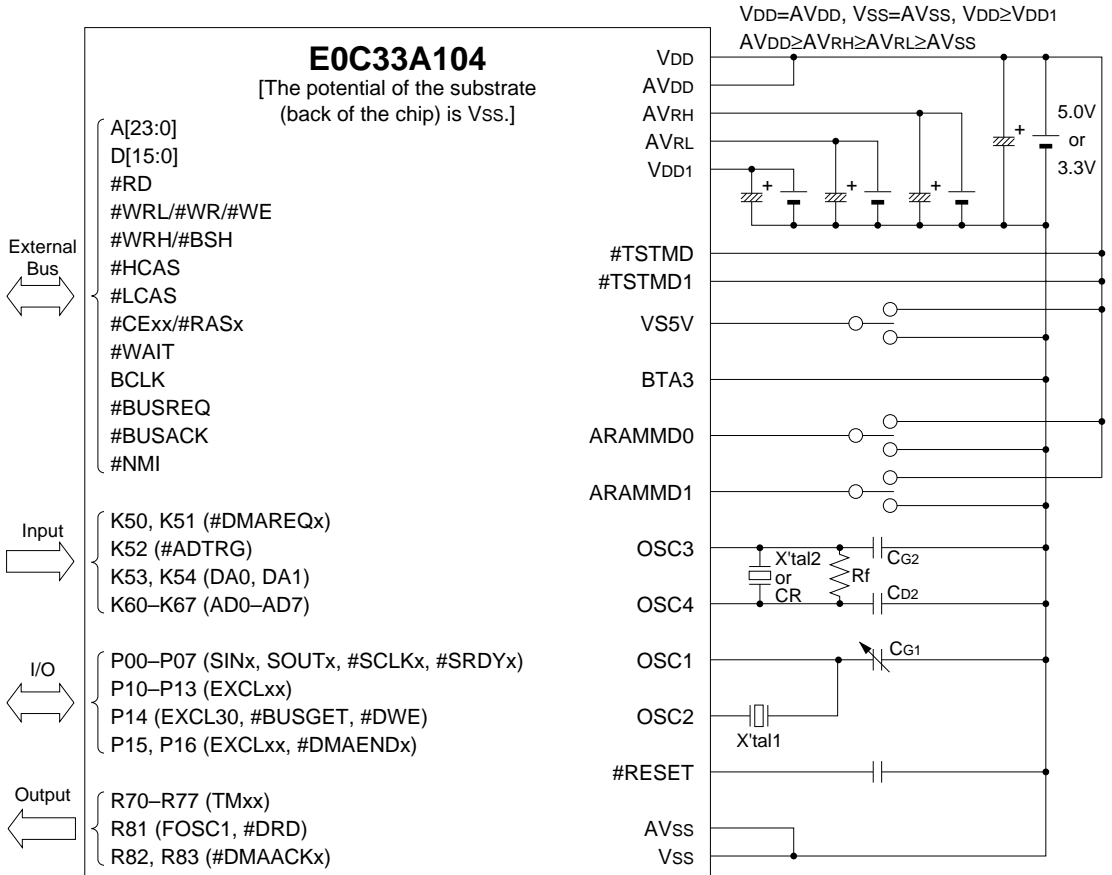 VDD=AVDD, VSS=AVSS, VDD≥VDD1
AVDD≥AVRH≥AVRL≥AVSS
E0C33A104
[The potential of the substrate
(back of the chip) is VSS.]
External
Bus
A[23:0]
D[15:0]
#RD
#WRL/#WR/#WE
#WRH/#BSH
#HCAS
#LCAS
#CExx/#RASx
#WAIT
BCLK
#BUSREQ
#BUSACK
#NMI
Input
K50, K51 (#DMAREQx)
K52 (#ADTRG)
K53, K54 (DA0, DA1)
K60–K67 (AD0–AD7)
I/O
P00–P07 (SINx, SOUTx, #SCLKx, #SRDYx)
P10–P13 (EXCLxx)
P14 (EXCL30, #BUSGET, #DWE)
P15, P16 (EXCLxx, #DMAENDx)
Output
R70–R77 (TMxx)
R81 (FOSC1, #DRD)
R82, R83 (#DMAACKx)
VDD
AVDD
AVRH
AVRL
VDD1
+
+
+
+
5.0V
or
3.3V
#TSTMD
#TSTMD1
VS5V
BTA3
ARAMMD0
ARAMMD1
OSC3
X'tal2
or
CR
Rf
CG2
OSC4
CD2
OSC1
CG1
OSC2
X'tal1
#RESET
AVSS
VSS